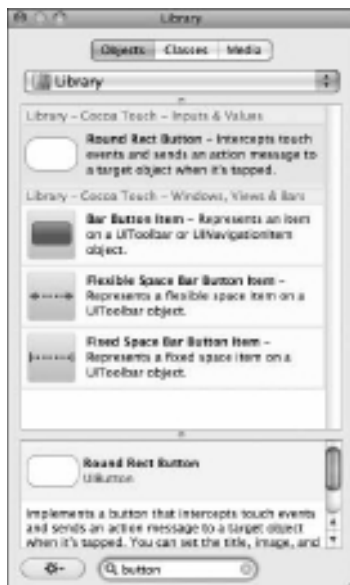 Library
Objects Classes Media
Library
Library – Cocoa Touch – Inputs & Values
Round Rect Button – Intercepts touch
events and sends an action message to
a target object when it's tapped.
Library – Cocoa Touch – Windows, Views & Bars
Bar Button Item – Represents an item
on a UIToolbar or UINavigationItem
object.
Flexible Space Bar Button Item –
Represents a flexible space item on a
UIToolbar object.
Fixed Space Bar Button Item –
Represents a fixed space item on a
UIToolbar object.
Round Rect Button
UIButton
Implements a button that intercepts touch events
and sends an action message to a target object
when it's tapped. You can set the title, image, and
button